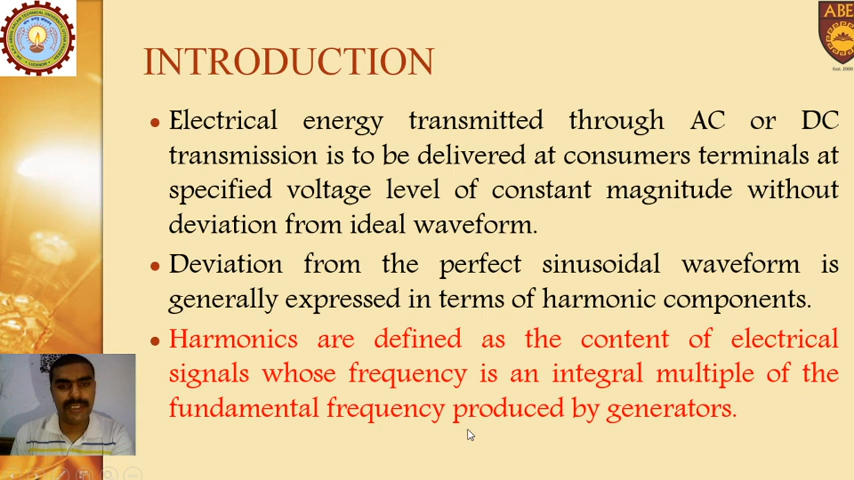 ABE
INTRODUCTION
Electrical energy transmitted through AC or DC
transmission is to be delivered at consumers terminals at
specified voltage level of constant magnitude without
deviation from ideal waveform.
Deviation from the perfect sinusoidal waveform is
generally expressed in terms of harmonic components.
Harmonics are defined as the content of electrical
signals whose frequency is an integral multiple of the
fundamental frequency produced by generators.